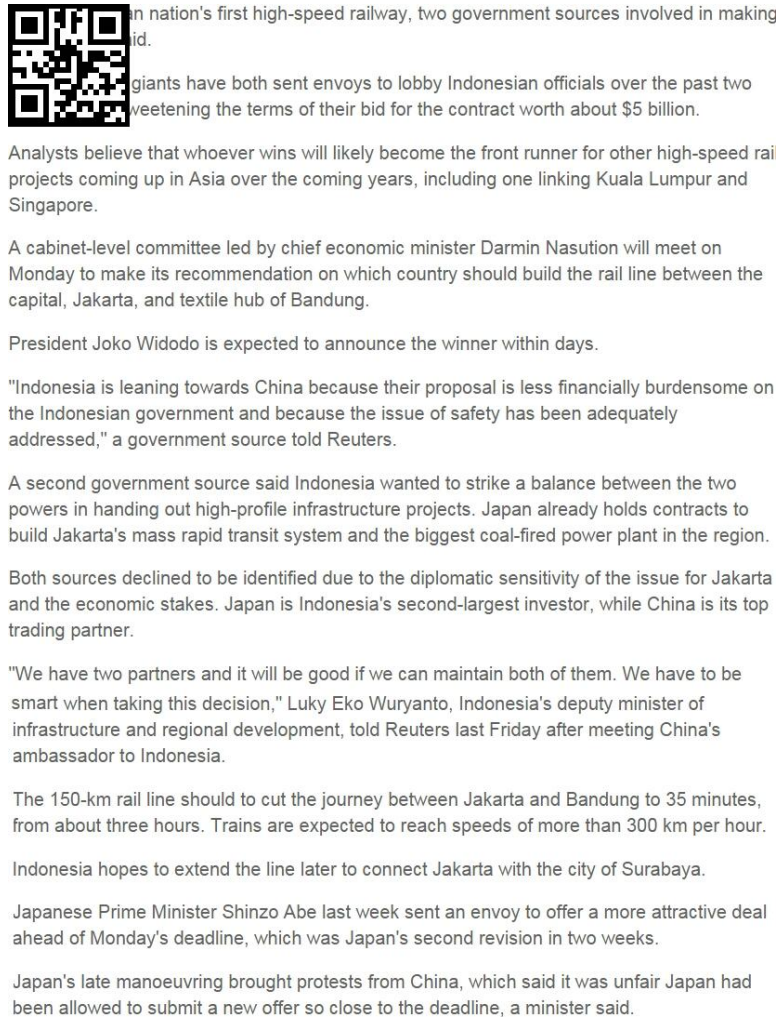 an nation's first high-speed railway, two government sources involved in making
giants have both sent envoys to lobby Indonesian officials over the past two
weetening the terms of their bid for the contract worth about $5 billion.
Analysts believe that whoever wins will likely become the front runner for other high-speed rail
projects coming up in Asia over the coming years, including one linking Kuala Lumpur and
Singapore.
A cabinet-level committee led by chief economic minister Darmin Nasution will meet on
Monday to make its recommendation on which country should build the rail line between the
capital, Jakarta, and textile hub of Bandung.
President Joko Widodo is expected to announce the winner within days.
"Indonesia is leaning towards China because their proposal is less financially burdensome on
the Indonesian government and because the issue of safety has been adequately
addressed," a government source told Reuters.
A second government source said Indonesia wanted to strike a balance between the two
powers in handing out high-profile infrastructure projects. Japan already holds contracts to
build Jakarta's mass rapid transit system and the biggest coal-fired power plant in the region.
Both sources declined to be identified due to the diplomatic sensitivity of the issue for Jakarta
and the economic stakes. Japan is Indonesia's second-largest investor, while China is its top
trading partner.
"We have two partners and it will be good if we can maintain both of them. We have to be
smart when taking this decision," Luky Eko Wuryanto, Indonesia's deputy minister of
infrastructure and regional development, told Reuters last Friday after meeting China's
ambassador to Indonesia.
The 150-km rail line should to cut the journey between Jakarta and Bandung to 35 minutes,
from about three hours. Trains are expected to reach speeds of more than 300 km per hour.
Indonesia hopes to extend the line later to connect Jakarta with the city of Surabaya.
Japanese Prime Minister Shinzo Abe last week sent an envoy to offer a more attractive deal
ahead of Monday's deadline, which was Japan's second revision in two weeks.
Japan's late manoeuvring brought protests from China, which said it was unfair Japan had
been allowed to submit a new offer so close to the deadline, a minister said.